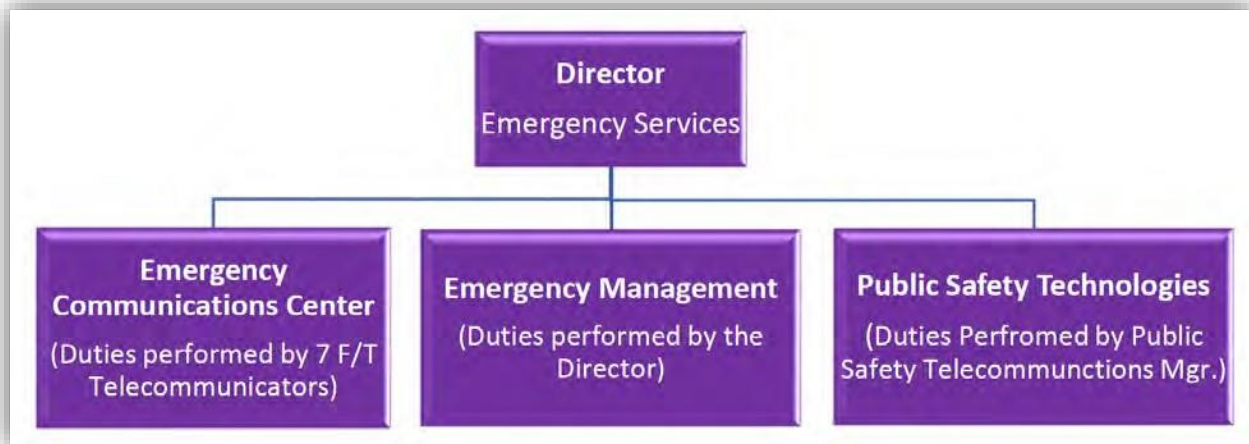 Director
Emergency Services
Emergency
Communications Center
(Duties performed by 7 F/T
Telecommunicators)
Emergency Management
(Duties performed by the
Director)
Public Safety Technologies
(Duties Perfromed by Public
Safety Telecommunctions Mgr.)